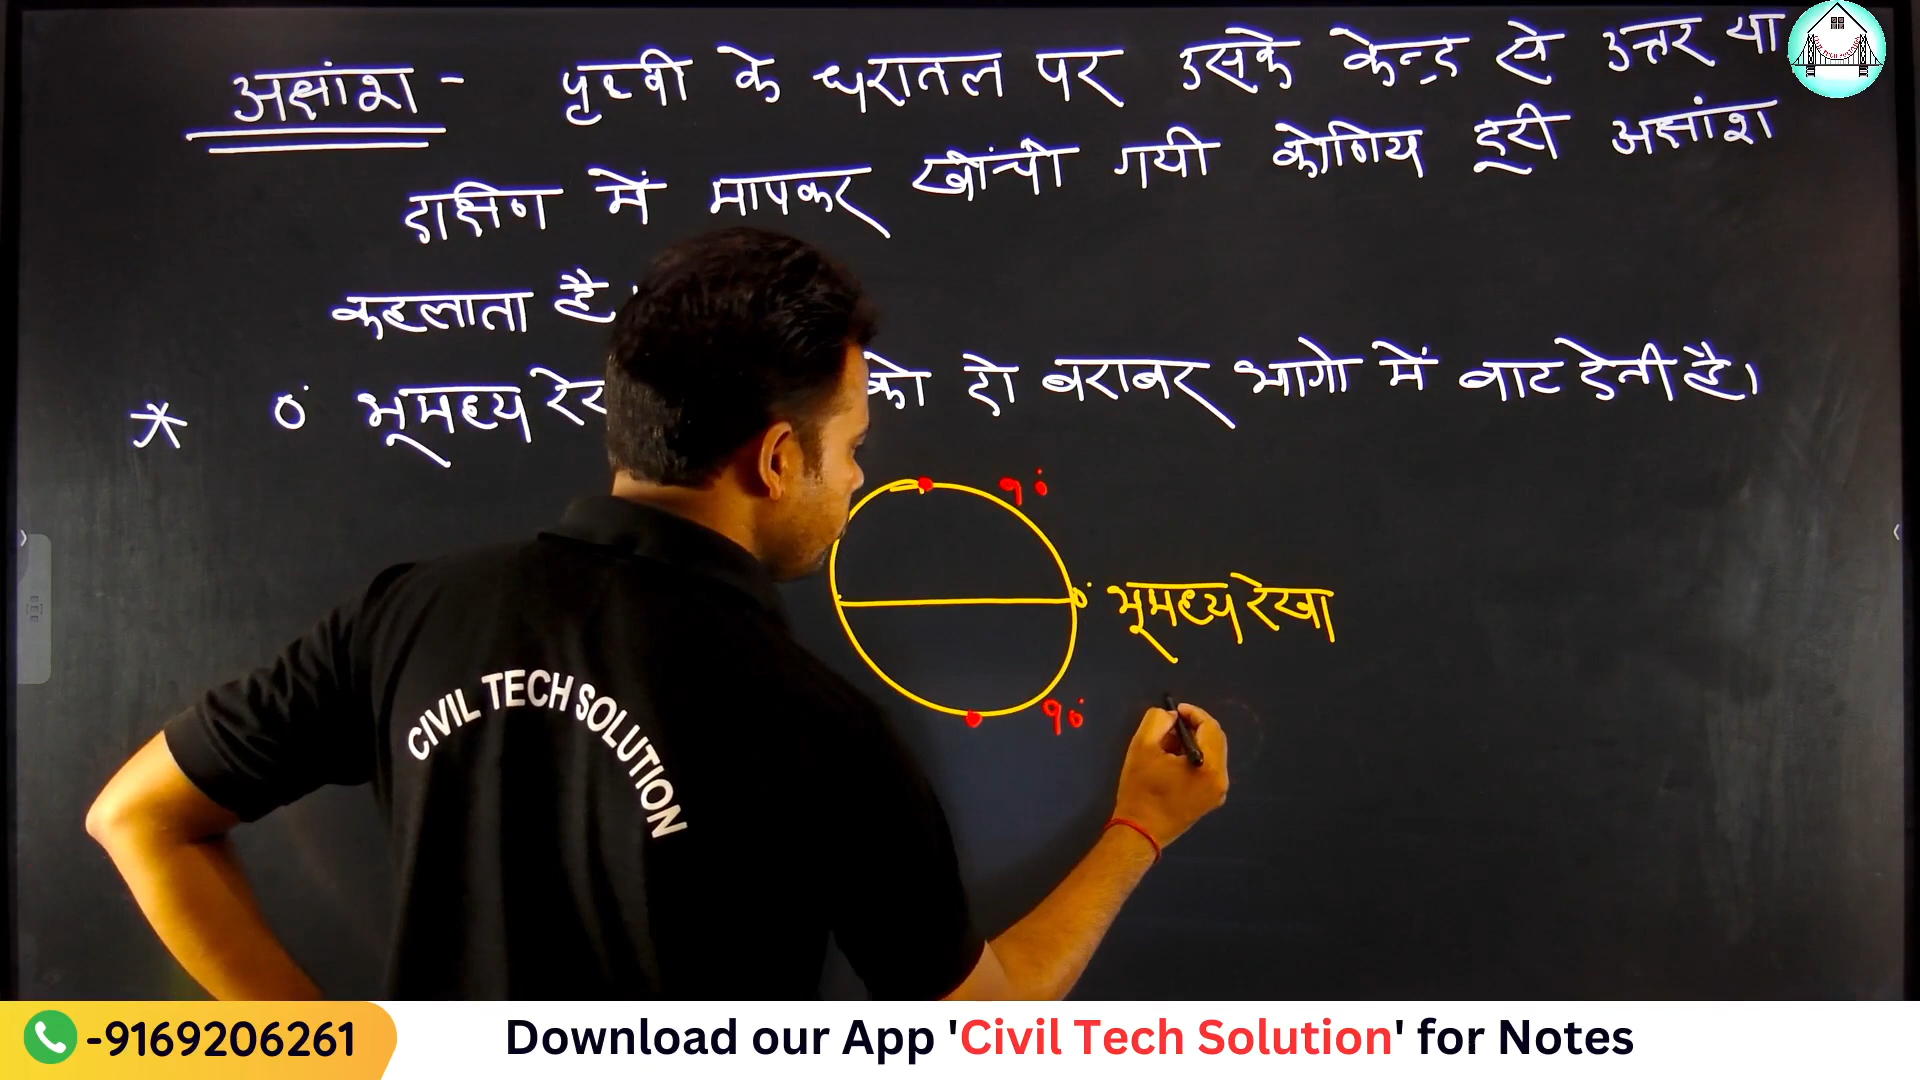 अक्षांश - पृथ्वी के धरातल पर उसके केन्द्र से उत्तर या
दक्षिण में मापकर खींची गयी कोणिय दूरी अक्षांश
कहलाता है।
* 0° भूमध्य रे को दो बराबर भागो में बाट देती है।
90°
0° भूमध्य रेखा
90°
CIVIL TECH SOLUTION
-9169206261
Download our App 'Civil Tech Solution' for Notes